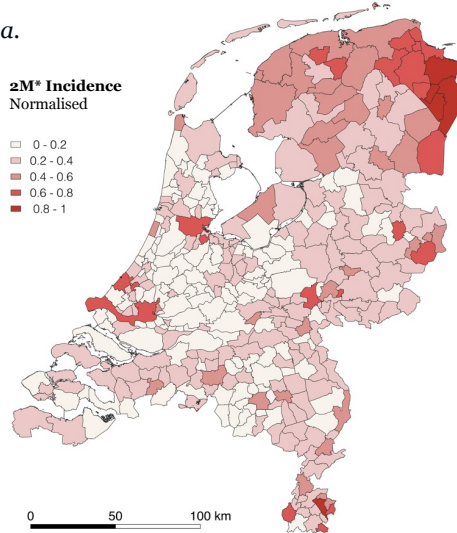 a.
2M* Incidence
Normalised
0 - 0.2
0.2 - 0.4
0.4 - 0.6
0.6 - 0.8
0.8 - 1
0 50 100 km